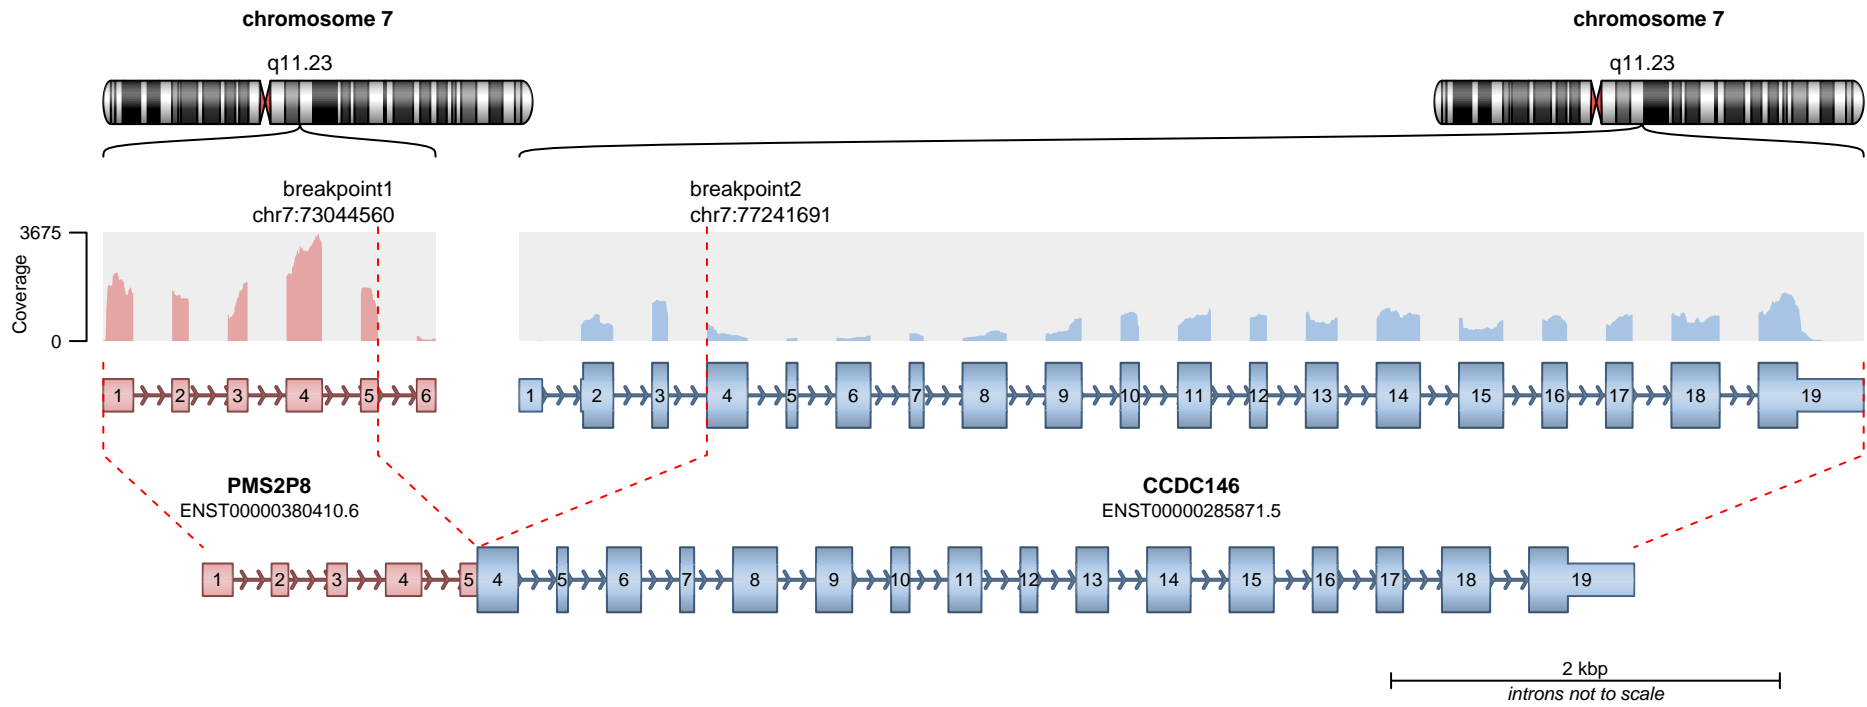 chromosome 7
chromosome 7
q11.23
q11.23
breakpoint1
chr7:73044560
breakpoint2
chr7:77241691
3675
Coverage
0
1 2 3 4 5 6
1 2 3 4 5 6 7 8 9 10 11 12 13 14 15 16 17 18 19
PMS2P8
ENST00000380410.6
CCDC146
ENST00000285871.5
1 2 3 4 5 4 5 6 7 8 9 10 11 12 13 14 15 16 17 18 19
2 kbp
introns not to scale